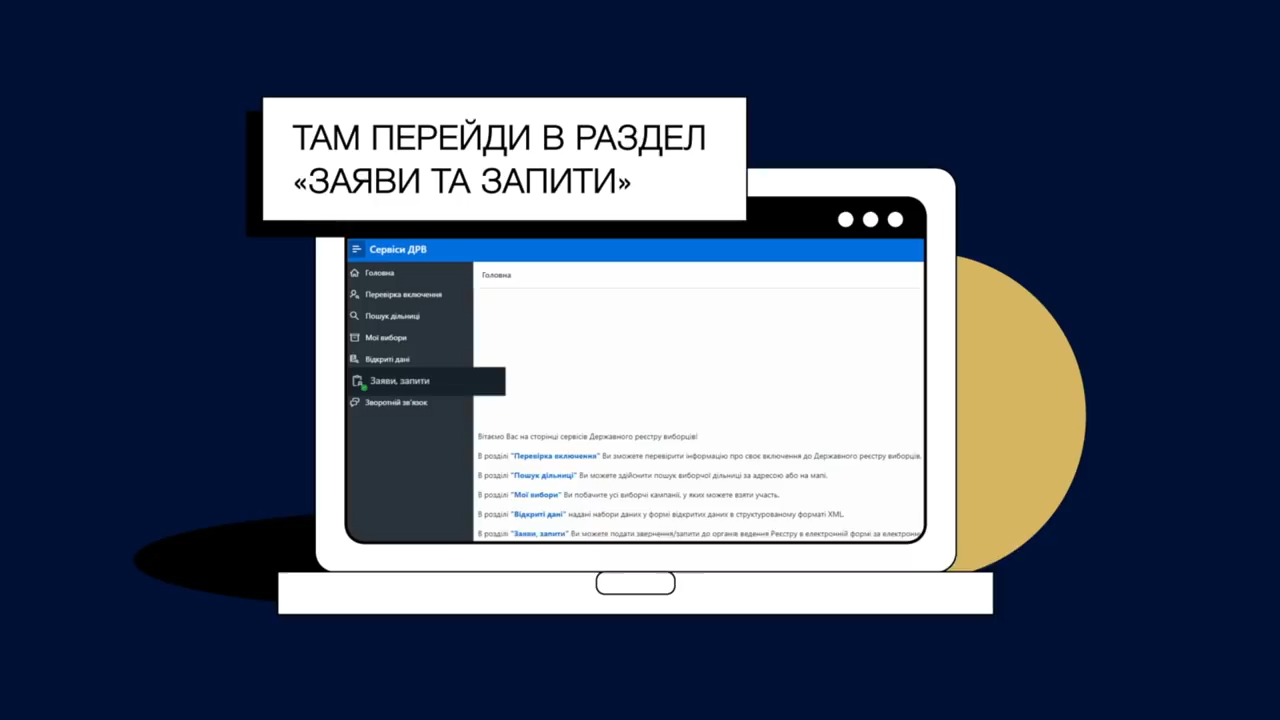 ТАМ ПЕРЕЙДИ В РАЗДЕЛ
«ЗАЯВИ ТА ЗАПИТИ»
Сервіси ДРВ
Головна
Перевірка включення
Пошук дільниці
Мої вибори
Відкриті дані
Заяви, запити
Зворотній зв'язок
Головна
Вітаємо Вас на сторінці сервісів Державного реєстру виборців!
В розділі "Перевірка включення" Ви зможете перевірити інформацію про своє включення до Державного реєстру виборців.
В розділі "Пошук дільниці" Ви можете здійснити пошук виборчої дільниці за адресою або на мапі.
В розділі "Мої вибори" Ви побачите усі виборчі кампанії, у яких можете взяти участь.
В розділі "Відкриті дані" надані набори даних у формі відкритих даних в структурованому форматі XML.
В розділі "Заяви, запити" Ви можете подати звернення/запити до органів ведення Реєстру в електронній формі за електронн